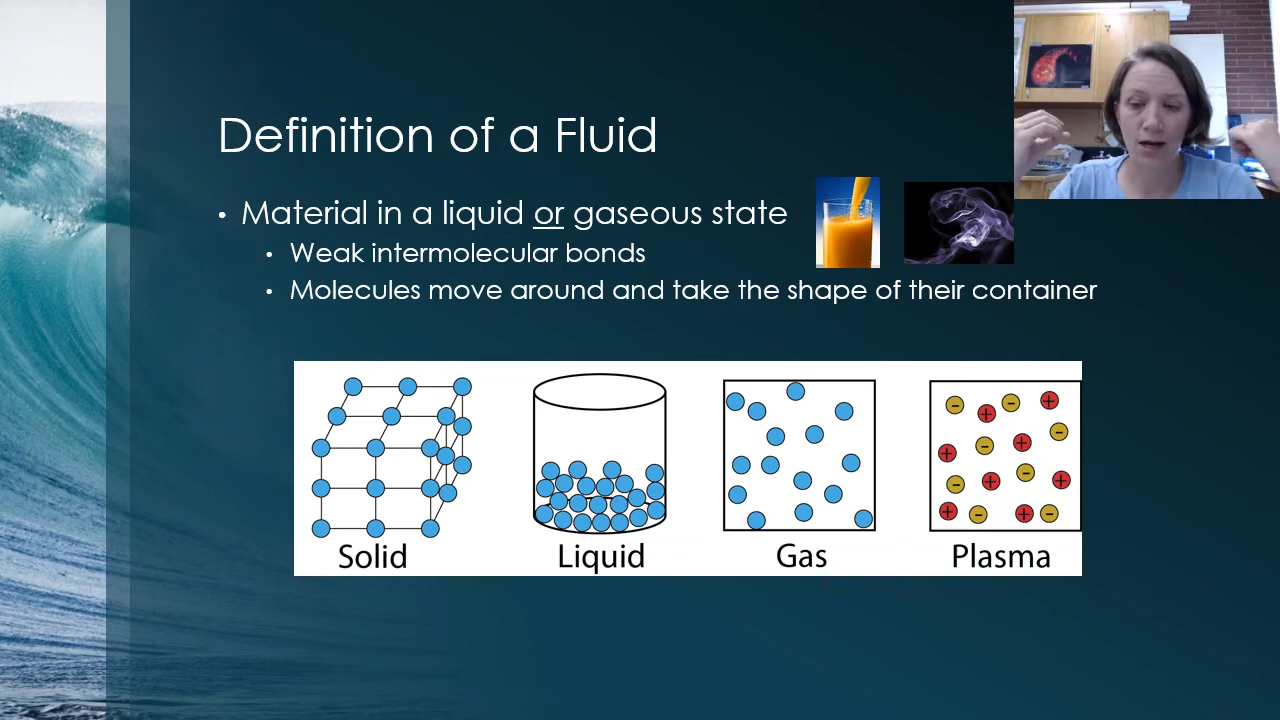 Definition of a Fluid
• Material in a liquid or gaseous state
• Weak intermolecular bonds
• Molecules move around and take the shape of their container
Solid Liquid Gas Plasma